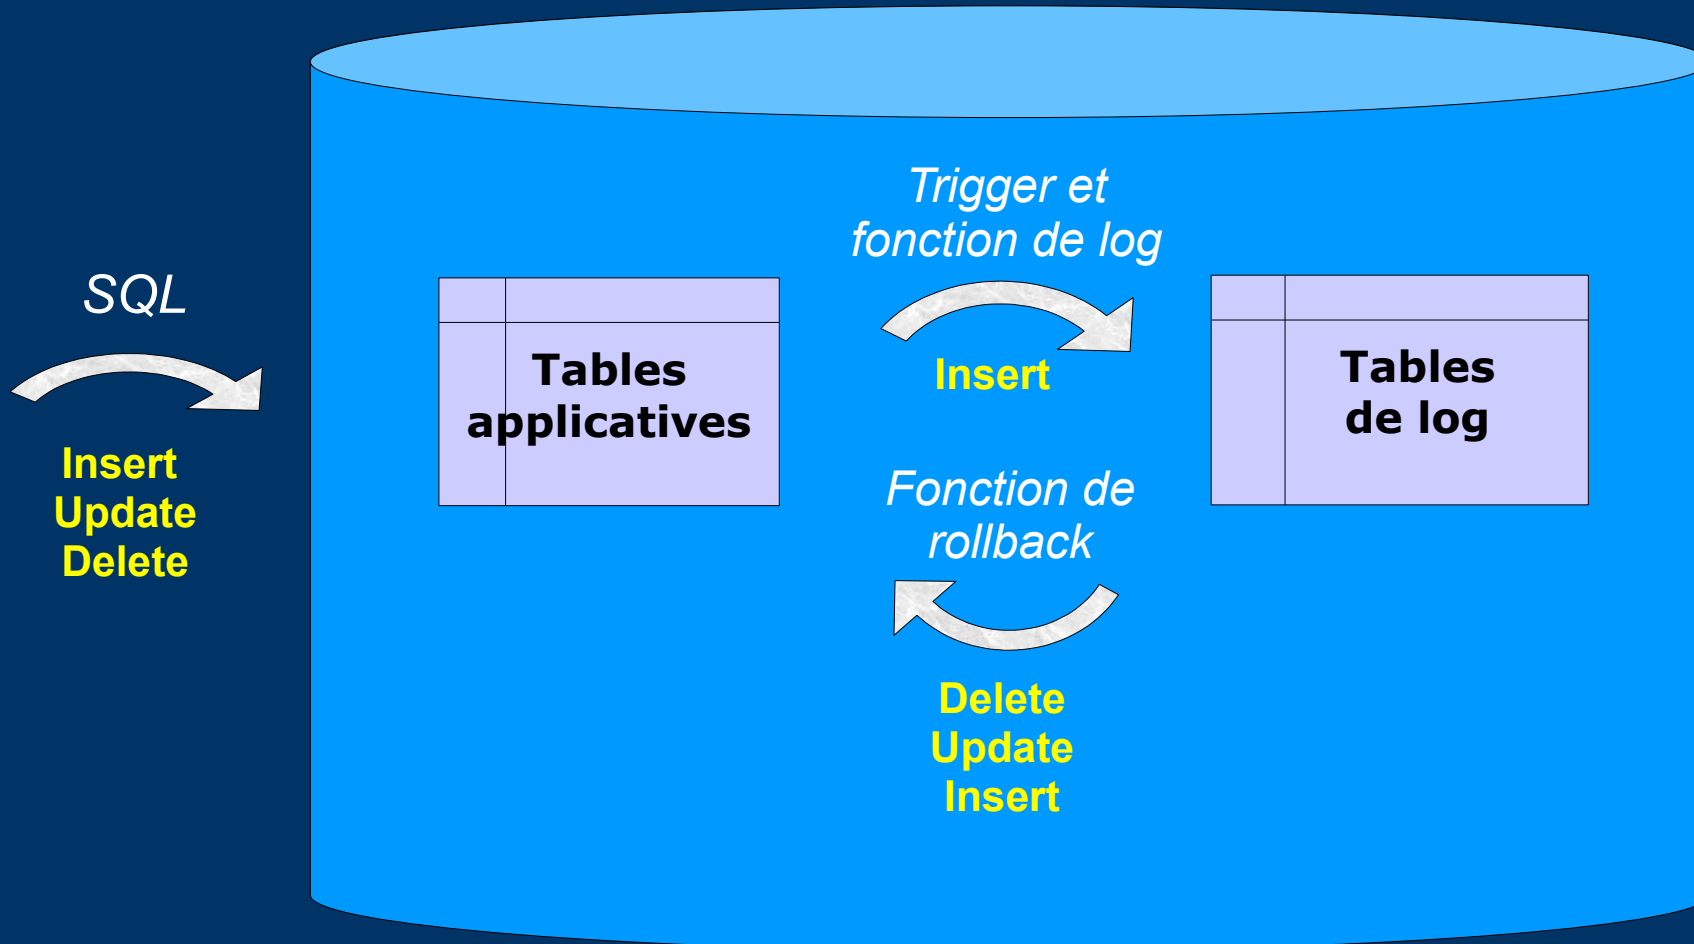 SQL
Insert
Update
Delete
Tables
applicatives
Trigger et
fonction de log
Insert
Fonction de
rollback
Delete
Update
Insert
Tables
de log